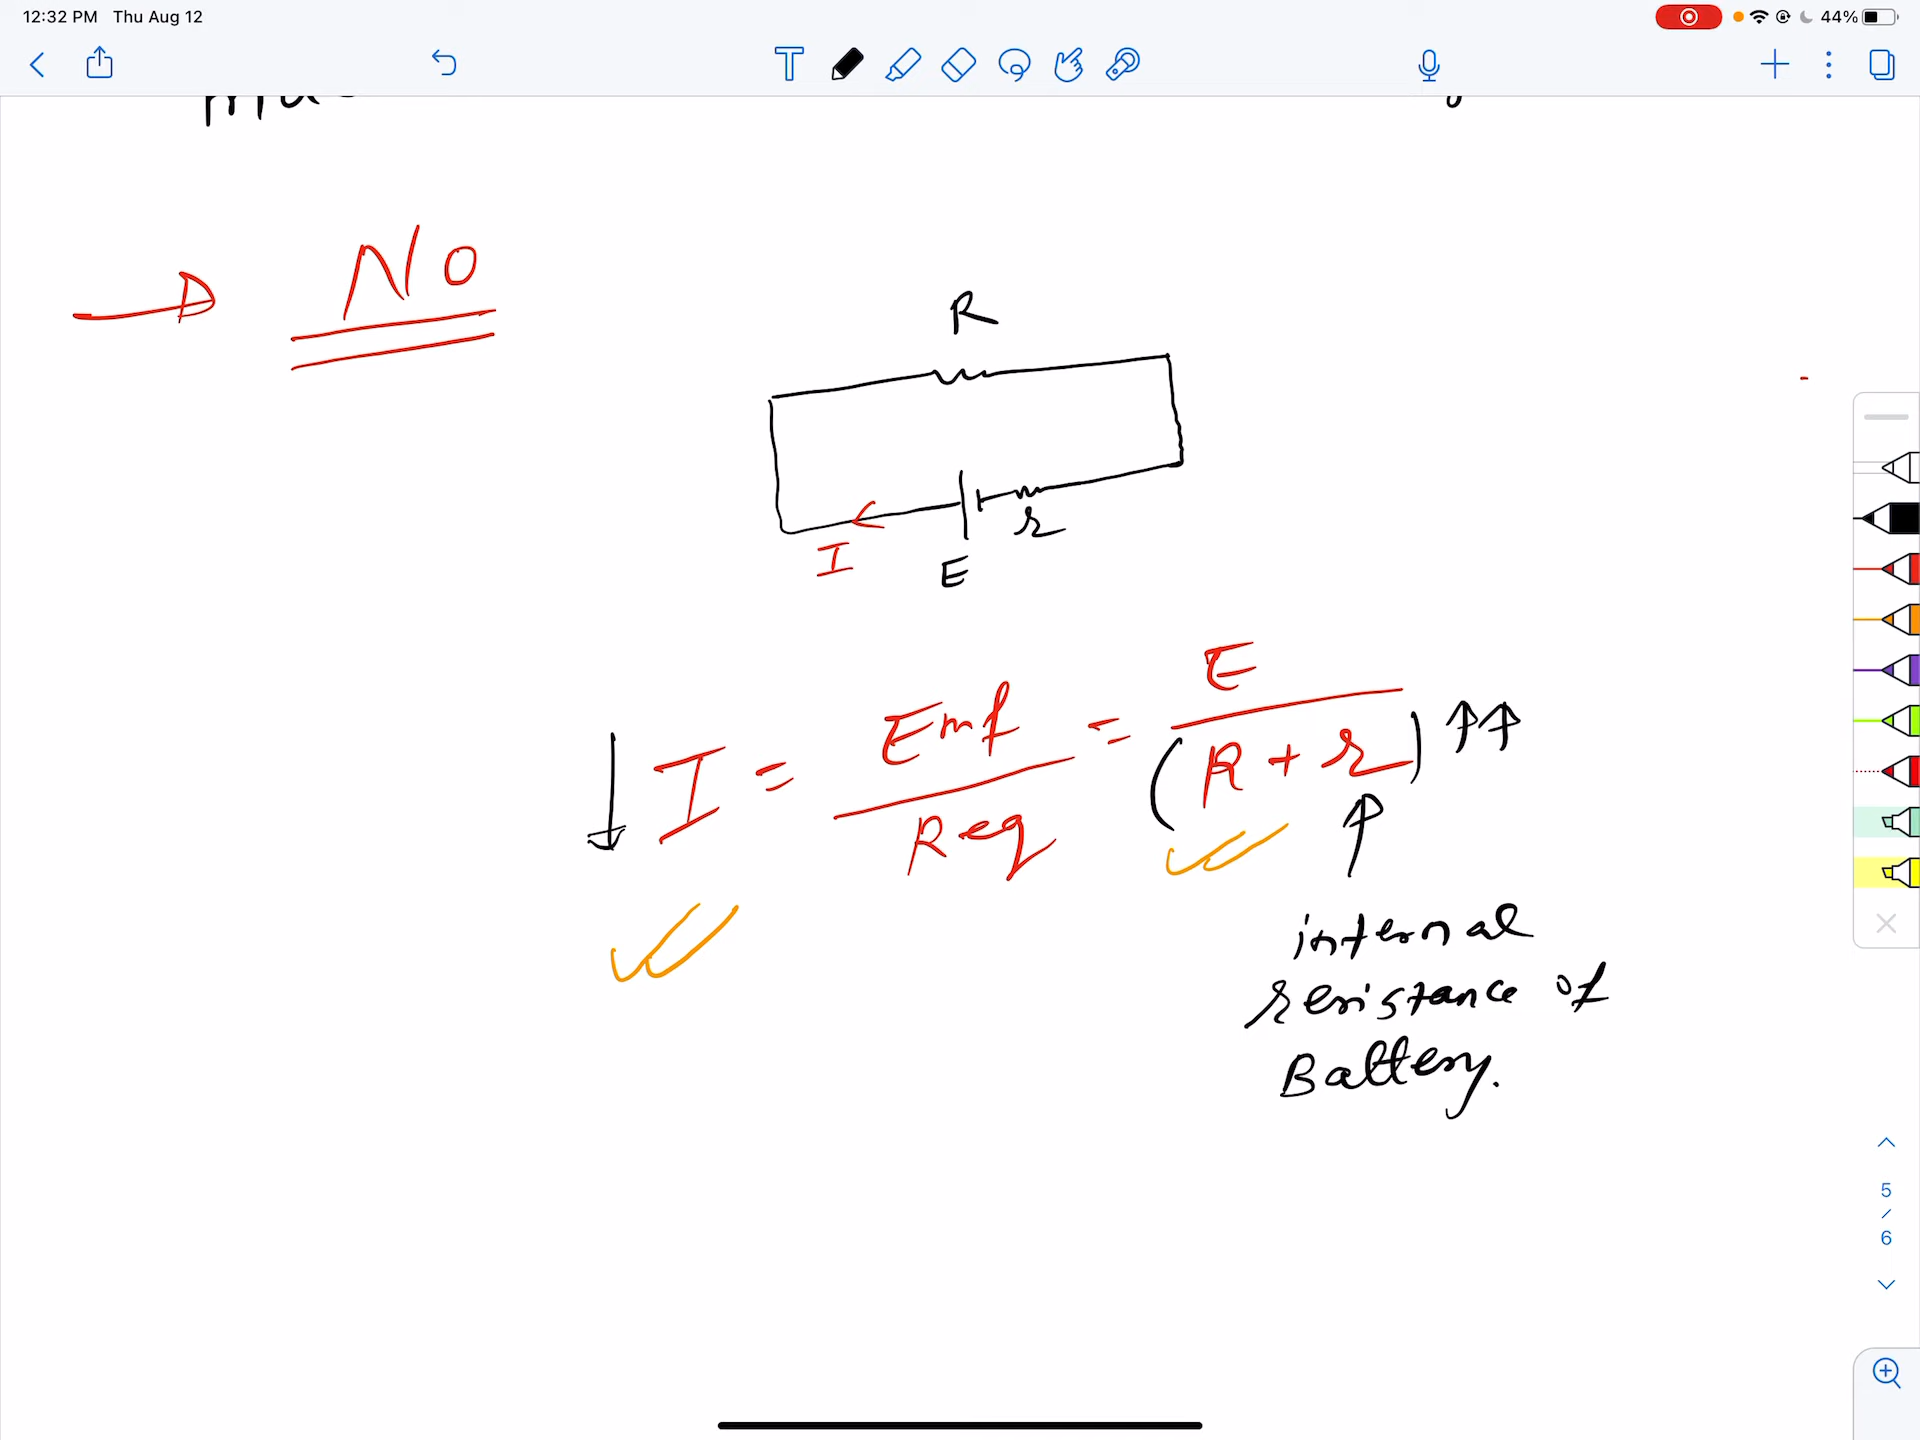 12:32 PM Thu Aug 12
44%
T
NO
R
I
E
r
I = Emf / Req = E / (R + r)
internal
resistance of
Battery.
5
/
6